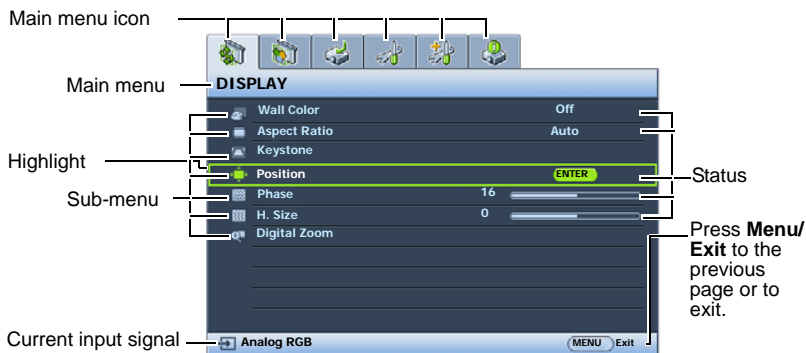 Main menu icon
Main menu
DISPLAY
Wall Color Off
Aspect Ratio Auto
Keystone
Highlight
Position ENTER
Status
Sub-menu
Phase 16
H. Size 0
Digital Zoom
Press Menu/
Exit to the
previous
page or to
exit.
Current input signal
Analog RGB
MENU Exit